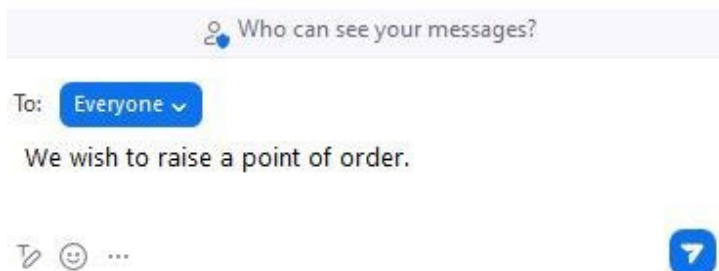 Who can see your messages?
To: Everyone
We wish to raise a point of order.